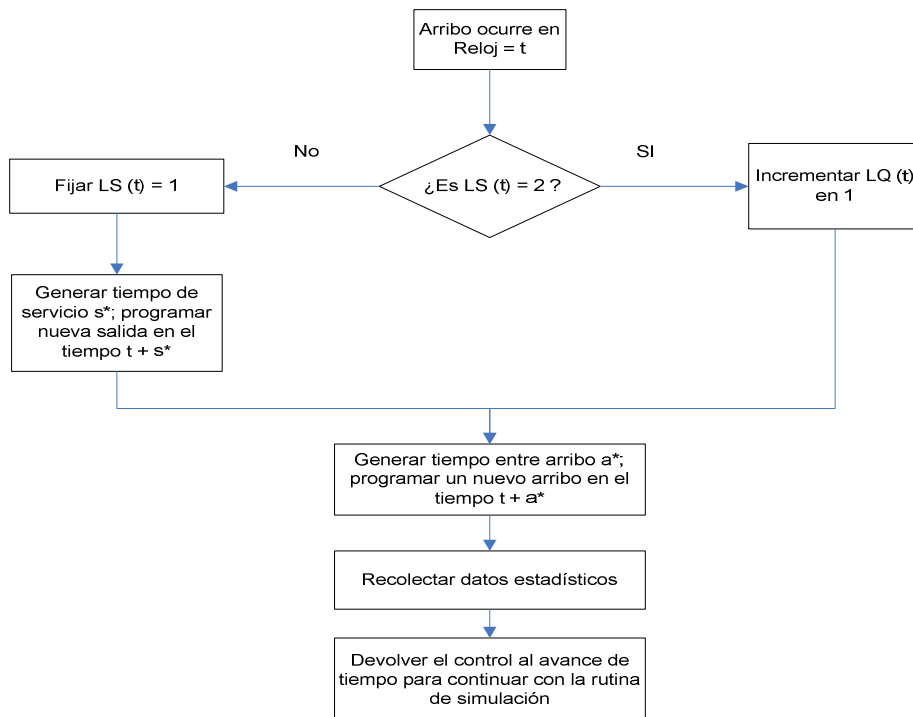 Arribo ocurre en
Reloj = t
No
SI
Fijar LS (t) = 1
¿Es LS (t) = 2 ?
Incrementar LQ (t)
en 1
Generar tiempo de
servicio s*; programar
nueva salida en el
tiempo t + s*
Generar tiempo entre arribo a*;
programar un nuevo arribo en el
tiempo t + a*
Recolectar datos estadísticos
Devolver el control al avance de
tiempo para continuar con la rutina
de simulación